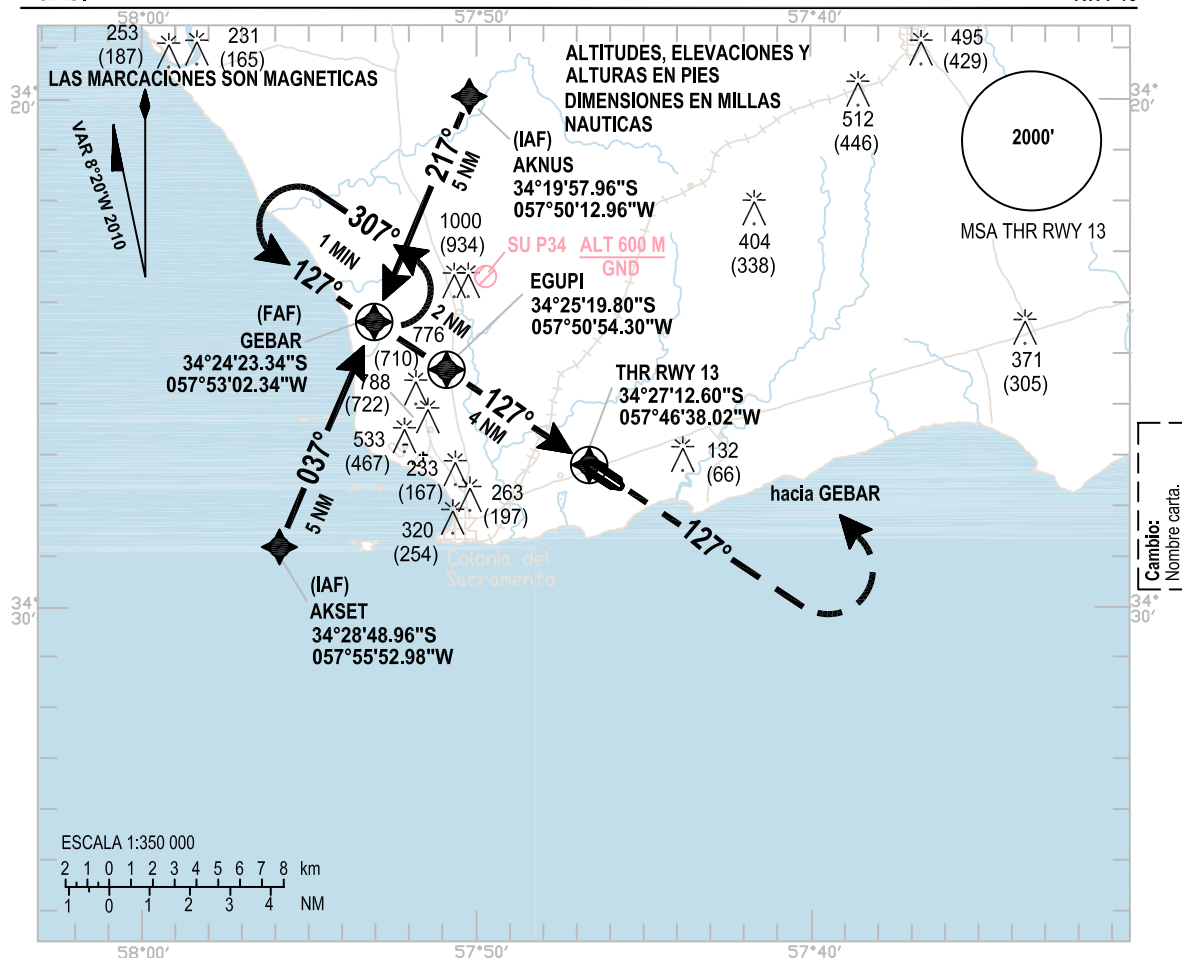 58°00'
57°50'
57°40'
253
(187)
231
(165)
LAS MARCACIONES SON MAGNETICAS
ALTITUDES, ELEVACIONES Y
ALTURAS EN PIES
DIMENSIONES EN MILLAS
NAUTICAS
495
(429)
512
(446)
2000'
MSA THR RWY 13
34°
20'
34°
20'
VAR 8°20'W 2010
217°
5 NM
(IAF)
AKNUS
34°19'57.96"S
057°50'12.96"W
307°
1 MIN
127°
1000
(934)
SU P34
ALT 600 M
GND
404
(338)
EGUPI
34°25'19.80"S
057°50'54.30"W
(FAF)
GEBAR
34°24'23.34"S
057°53'02.34"W
2 NM
776
(710)
788
(722)
371
(305)
THR RWY 13
34°27'12.60"S
057°46'38.02"W
127°
4 NM
037°
5 NM
533
(467)
233
(167)
263
(197)
320
(254)
132
(66)
hacia GEBAR
127°
Cambio:
Nombre carta.
Colonia del
Sacramento
(IAF)
AKSET
34°28'48.96"S
057°55'52.98"W
34°
30'
34°
30'
ESCALA 1:350 000
2 1 0 1 2 3 4 5 6 7 8 km
1 0 1 2 3 4 NM
58°00'
57°50'
57°40'